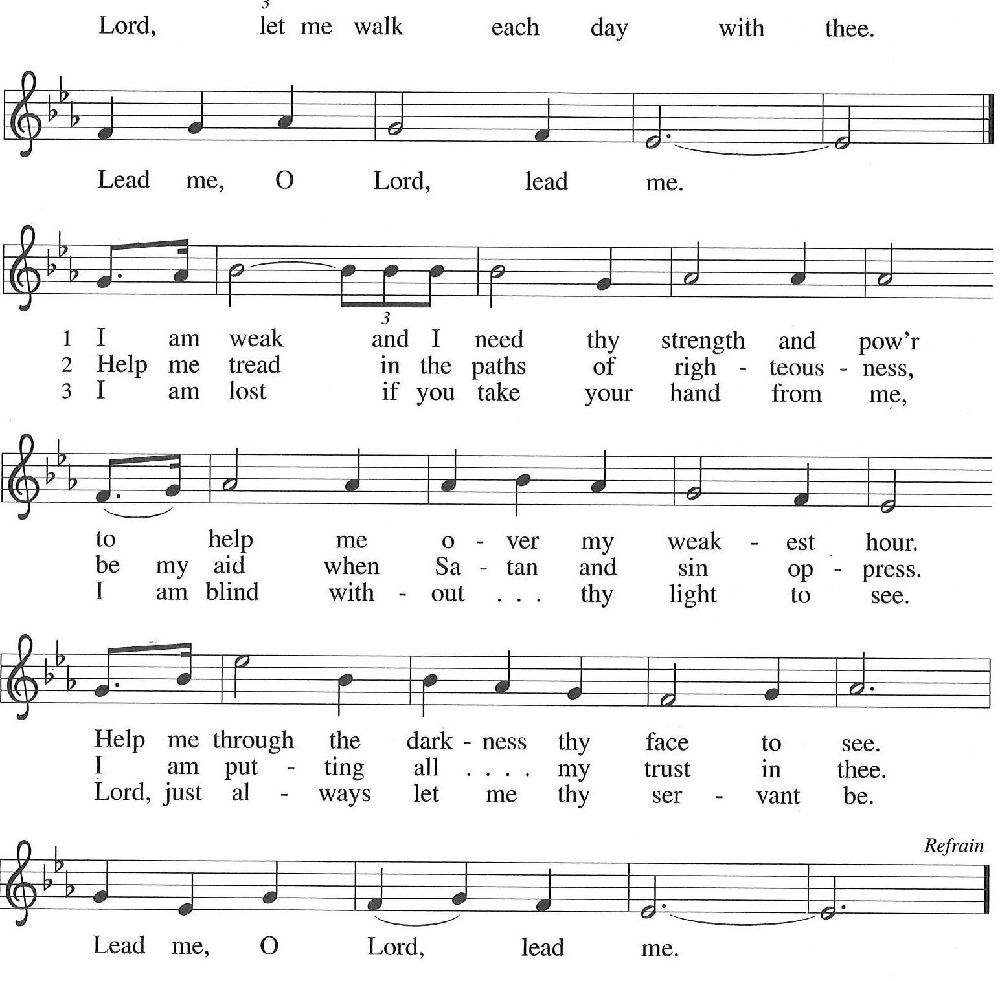 3
Lord, let me walk each day with thee.
Lead me, O Lord, lead me.
3
1 I am weak and I need thy strength and pow'r
2 Help me tread in the paths of righ - teous - ness,
3 I am lost if you take your hand from me,
to help me o - ver my weak - est hour.
be my aid when Sa - tan and sin op - press.
I am blind with - out . . . thy light to see.
Help me through the dark - ness thy face to see.
I am put - ting all . . . . my trust in thee.
Lord, just al - ways let me thy ser - vant be.
Refrain
Lead me, O Lord, lead me.